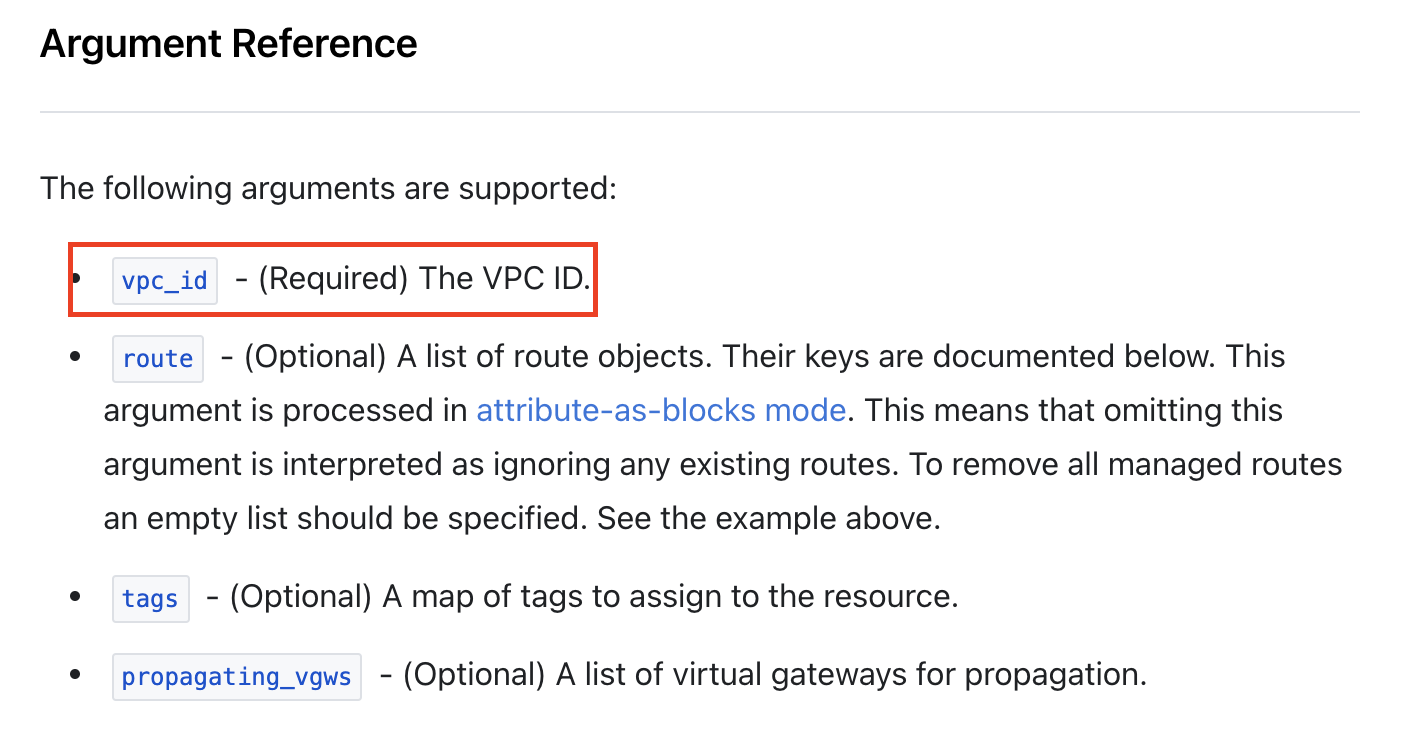 Argument Reference
The following arguments are supported:
• vpc_id - (Required) The VPC ID.
• route - (Optional) A list of route objects. Their keys are documented below. This
argument is processed in attribute-as-blocks mode. This means that omitting this
argument is interpreted as ignoring any existing routes. To remove all managed routes
an empty list should be specified. See the example above.
• tags - (Optional) A map of tags to assign to the resource.
• propagating_vgws - (Optional) A list of virtual gateways for propagation.